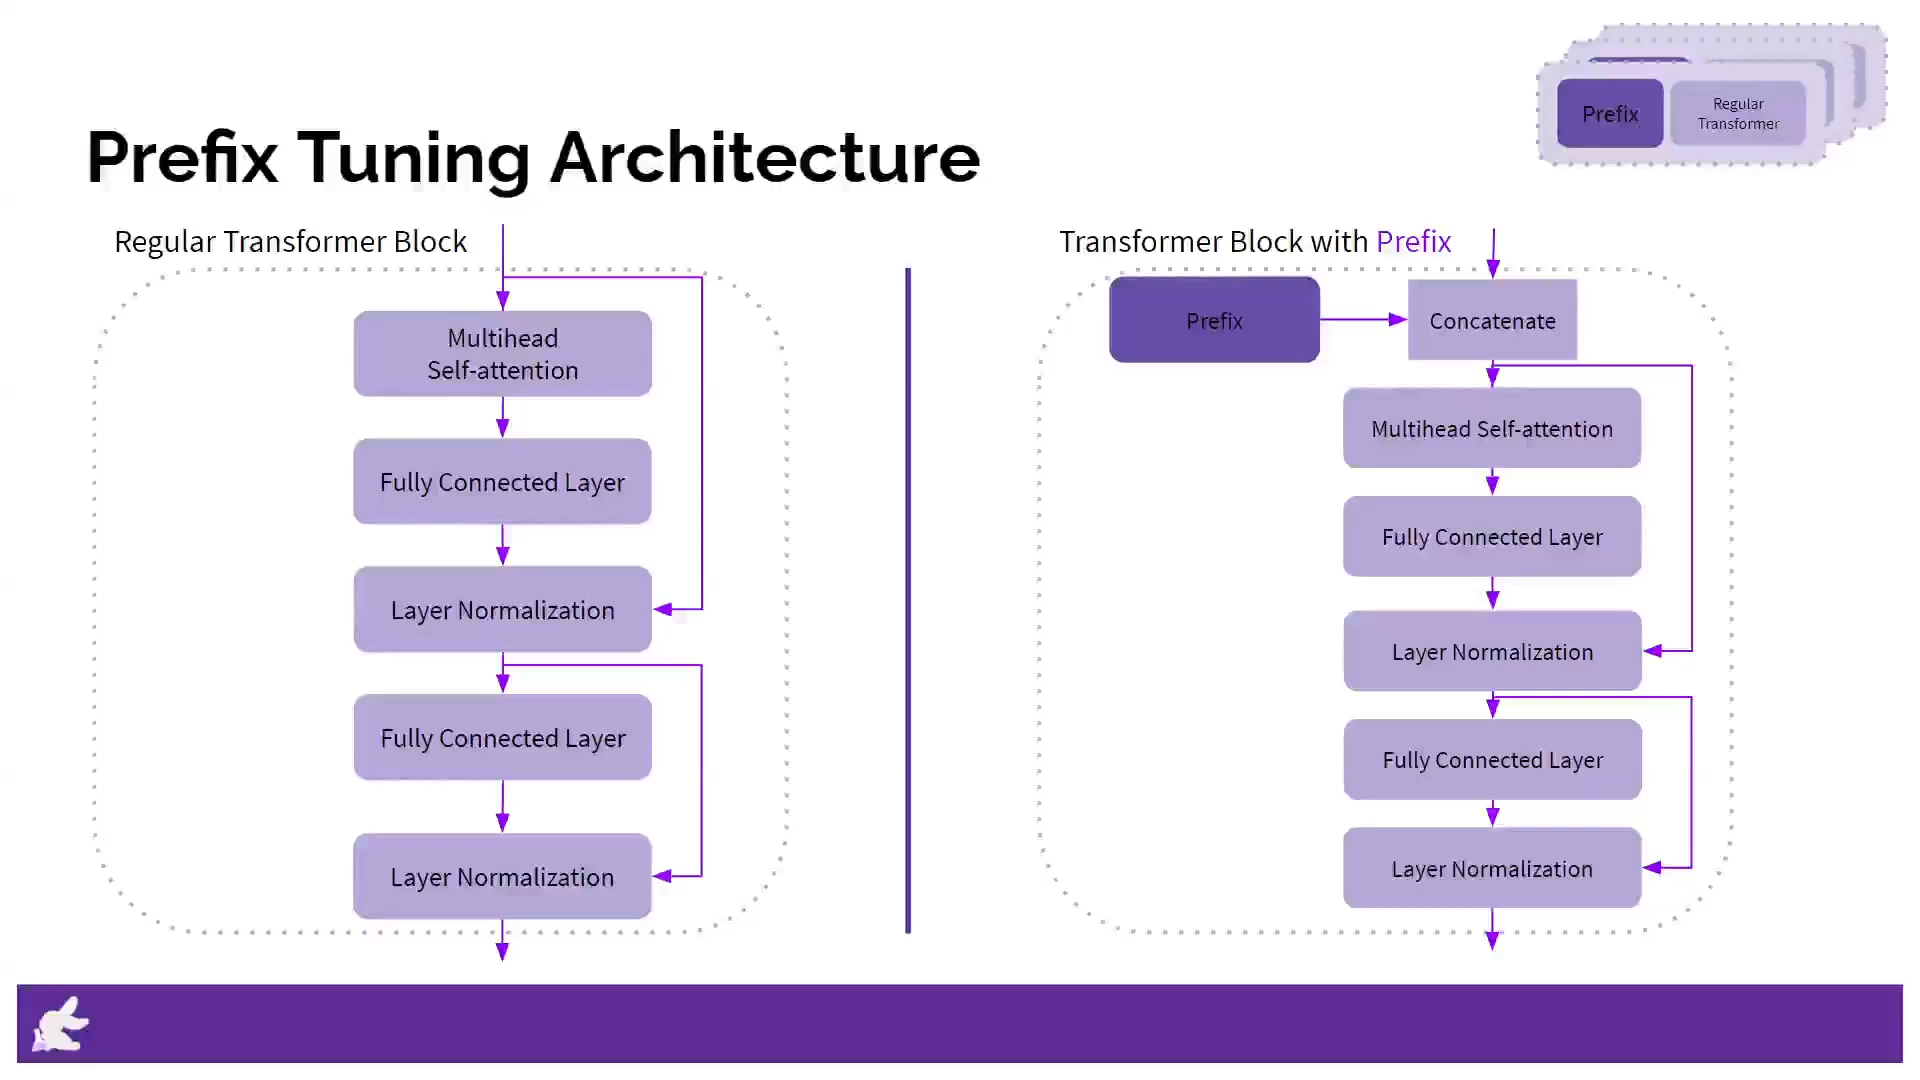 Prefix
Regular
Transformer
Prefix Tuning Architecture
Regular Transformer Block
Multihead
Self-attention
Fully Connected Layer
Layer Normalization
Fully Connected Layer
Layer Normalization
Transformer Block with Prefix
Prefix
Concatenate
Multihead Self-attention
Fully Connected Layer
Layer Normalization
Fully Connected Layer
Layer Normalization